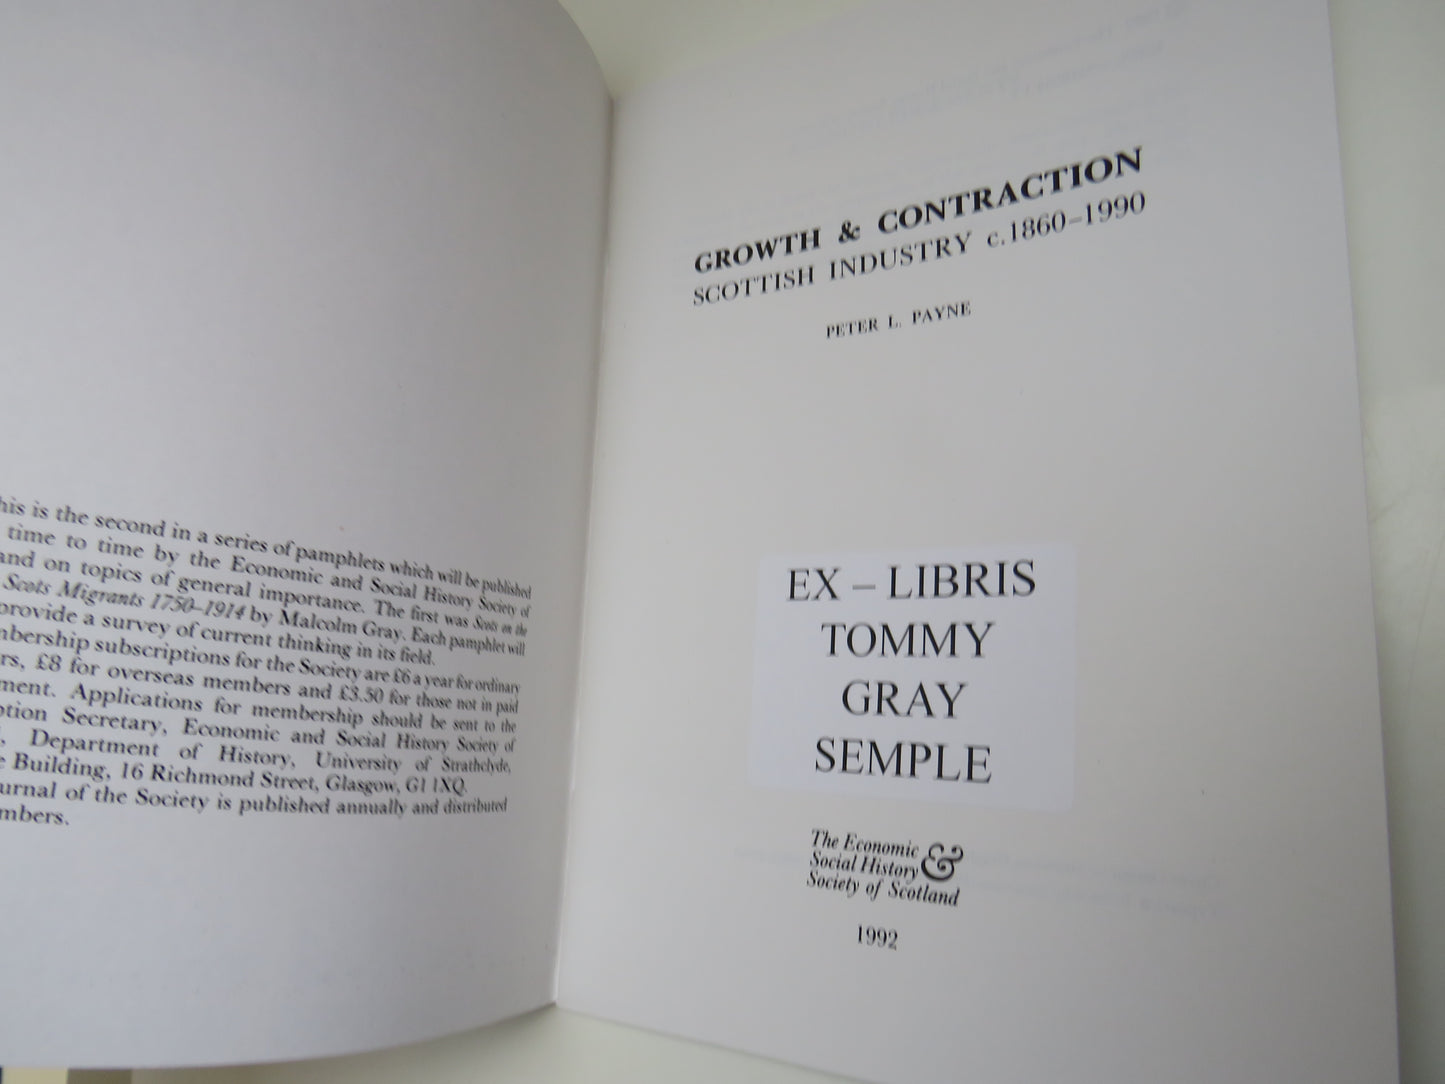 his is the second in a series of pamphlets which will be published
time to time by the Economic and Social History Society of
and on topics of general importance. The first was Scots on the
Scots Migrants 1750–1914 by Malcolm Gray. Each pamphlet will
provide a survey of current thinking in its field.
mbership subscriptions for the Society are £6 a year for ordinary
rs, £8 for overseas members and £3.50 for those not in paid
ment. Applications for membership should be sent to the
ption Secretary, Economic and Social History Society of
, Department of History, University of Strathclyde,
Building, 16 Richmond Street, Glasgow, G1 1XQ.
urnal of the Society is published annually and distributed
mbers.
GROWTH & CONTRACTION
SCOTTISH INDUSTRY c.1860–1990
PETER L. PAYNE
EX – LIBRIS
TOMMY
GRAY
SEMPLE
The Economic &
Social History
Society of Scotland
1992